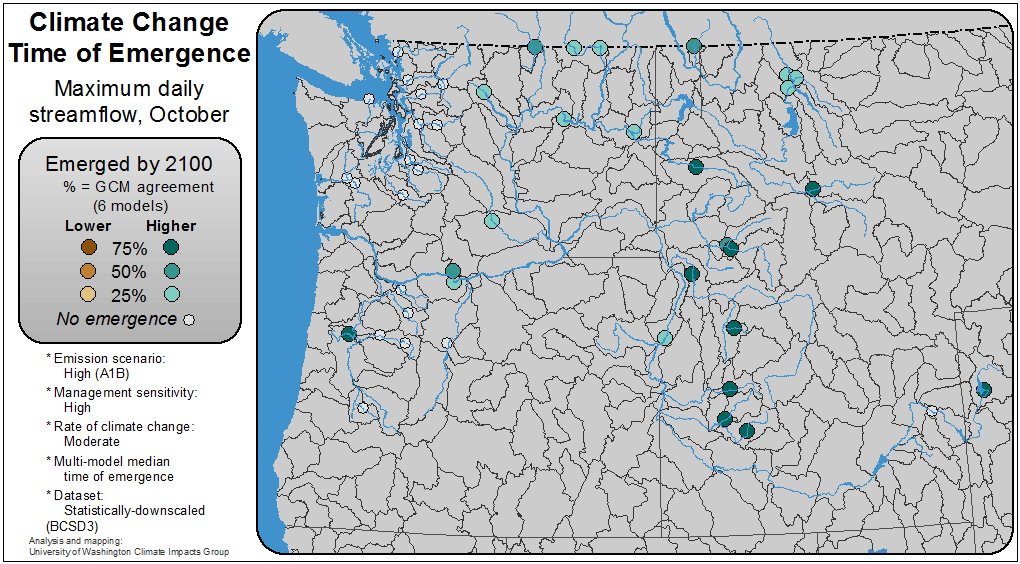 Climate Change
Time of Emergence
Maximum daily
streamflow, October
Emerged by 2100
% = GCM agreement
(6 models)
Lower Higher
75%
50%
25%
No emergence
* Emission scenario:
High (A1B)
* Management sensitivity:
High
* Rate of climate change:
Moderate
* Multi-model median
time of emergence
* Dataset:
Statistically-downscaled
(BCSD3)
Analysis and mapping:
University of Washington Climate Impacts Group